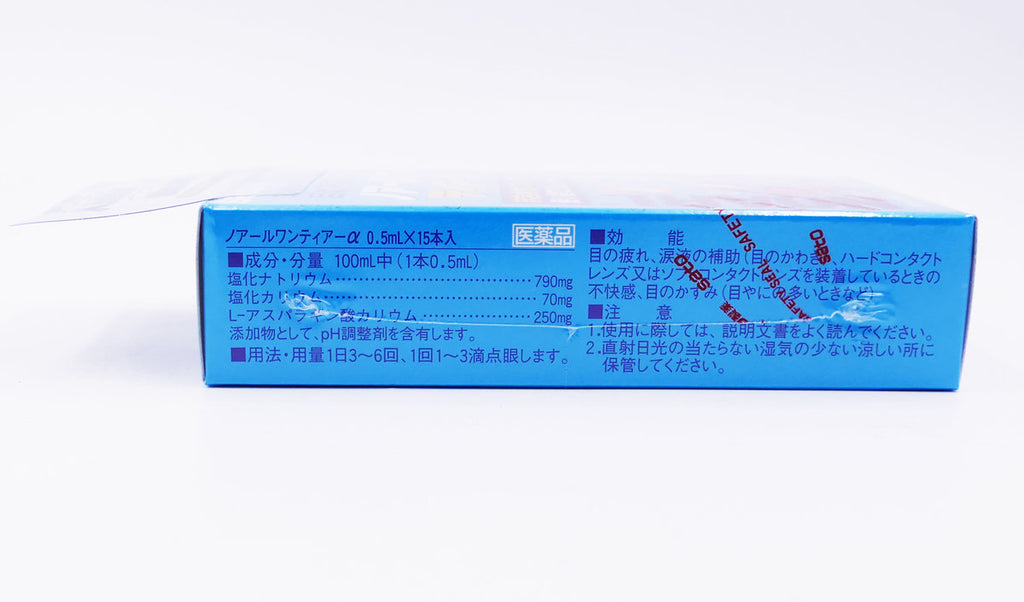 ノアールワンティアーα 0.5mL×15本入
医薬品
■成分・分量 100mL中(1本0.5mL)
塩化ナトリウム……………………790mg
塩化カリウム……………………70mg
L-アスパラギン酸カリウム……………250mg
添加物として、pH調整剤を含有します。
■用法・用量1日3~6回、1回1~3滴点眼します。
■効 能
目の疲れ、涙液の補助(目のかわき)、ハードコンタクト
レンズ又はソフトコンタクトレンズを装着しているときの
不快感、目のかすみ(目やにの多いときなど)
■注 意
1.使用に際しては、説明文書をよく読んでください。
2.直射日光の当たらない湿気の少ない涼しい所に
保管してください。
SAFETY
sato
sato
SAFETY SEAL